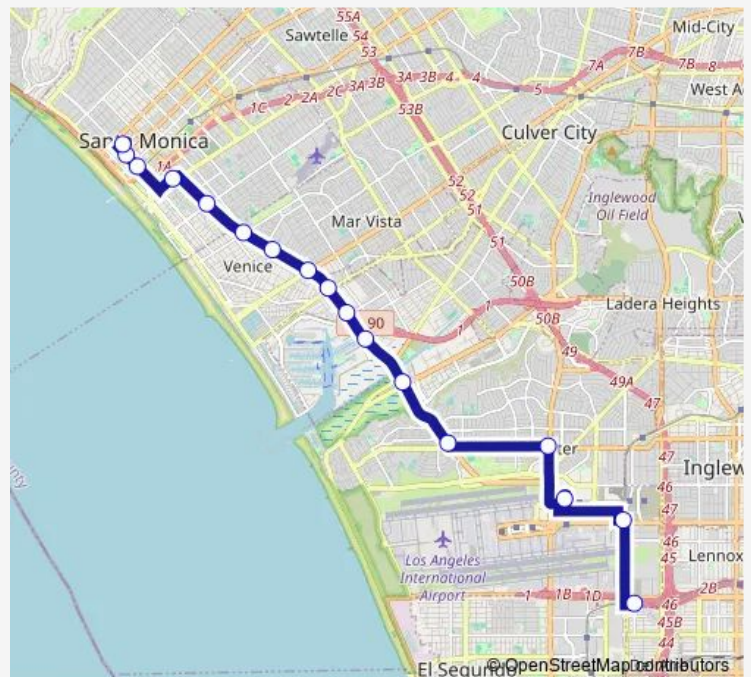 55A
Sawtelle 54
53
Mid-City
7B
7B 8
7A
3A 3B 4 4
3A 3B
2 2A 2C
1C
5
West A
53B
Culver City
Monica
1A
52
52
51
Inglewood
Oil Field
Mar Vista
51
Venice
50B
Ladera Heights
90
1
1
50B
49
49A
47
ter
47
Inglew
46
47
46
45
Lennox
Los Angeles
International
Airport
1 1B 1D
46
2B
45B
44
El Segundo
© OpenStreetMap contributors